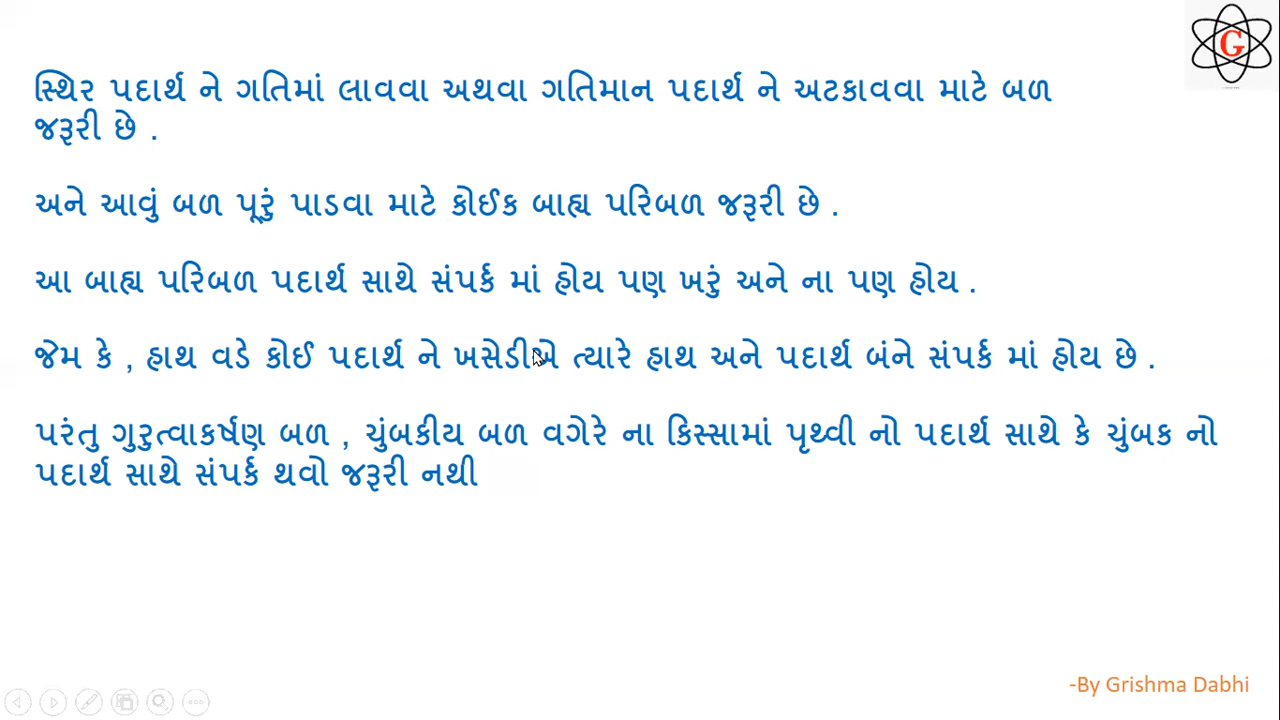 G
સ્થિર પદાર્થ ને ગતિમાં લાવવા અથવા ગતિમાન પદાર્થ ને અટકાવવા માટે બળ
જરૂરી છે .
અને આવું બળ પૂરું પાડવા માટે કોઈક બાહ્ય પરિબળ જરૂરી છે .
આ બાહ્ય પરિબળ પદાર્થ સાથે સંપર્ક માં હોય પણ ખરું અને ના પણ હોય .
જેમ કે , હાથ વડે કોઈ પદાર્થ ને ખસેડીએ ત્યારે હાથ અને પદાર્થ બંને સંપર્ક માં હોય છે .
પરંતુ ગુરુત્વાકર્ષણ બળ , ચુંબકીય બળ વગેરે ના કિસ્સામાં પૃથ્વી નો પદાર્થ સાથે કે ચુંબક નો
પદાર્થ સાથે સંપર્ક થવો જરૂરી નથી
-By Grishma Dabhi